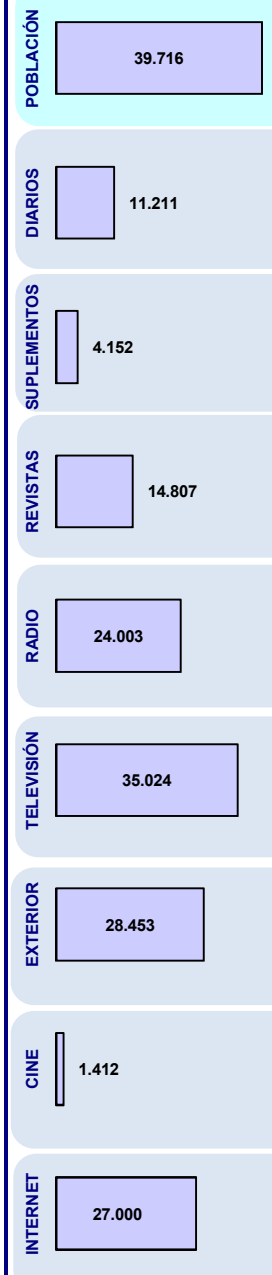 POBLACIÓN
39.716
DIARIOS
11.211
SUPLEMENTOS
4.152
REVISTAS
14.807
RADIO
24.003
TELEVISIÓN
35.024
EXTERIOR
28.453
CINE
1.412
INTERNET
27.000